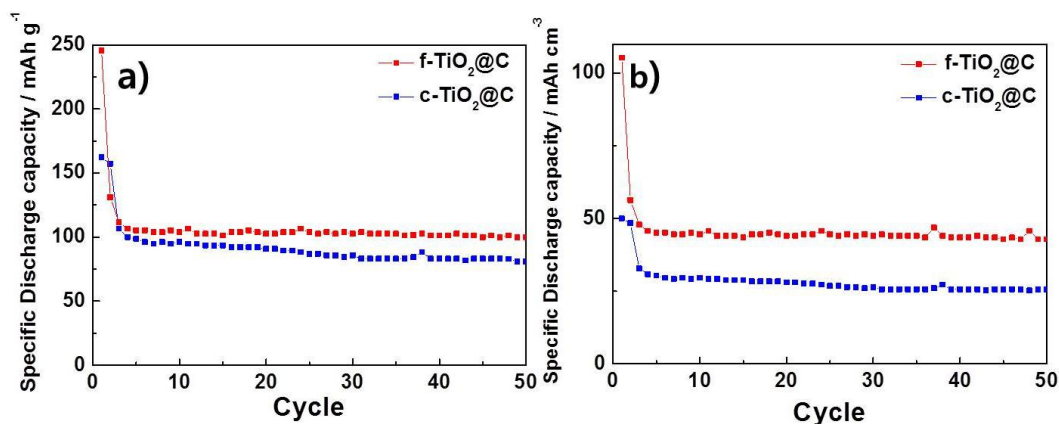 Specific Discharge capacity / mAh g⁻¹
a)
f-TiO₂@C
c-TiO₂@C
250
200
150
100
50
0
0 10 20 30 40 50
Cycle
Specific Discharge capacity / mAh cm⁻³
b)
f-TiO₂@C
c-TiO₂@C
100
50
0
0 10 20 30 40 50
Cycle